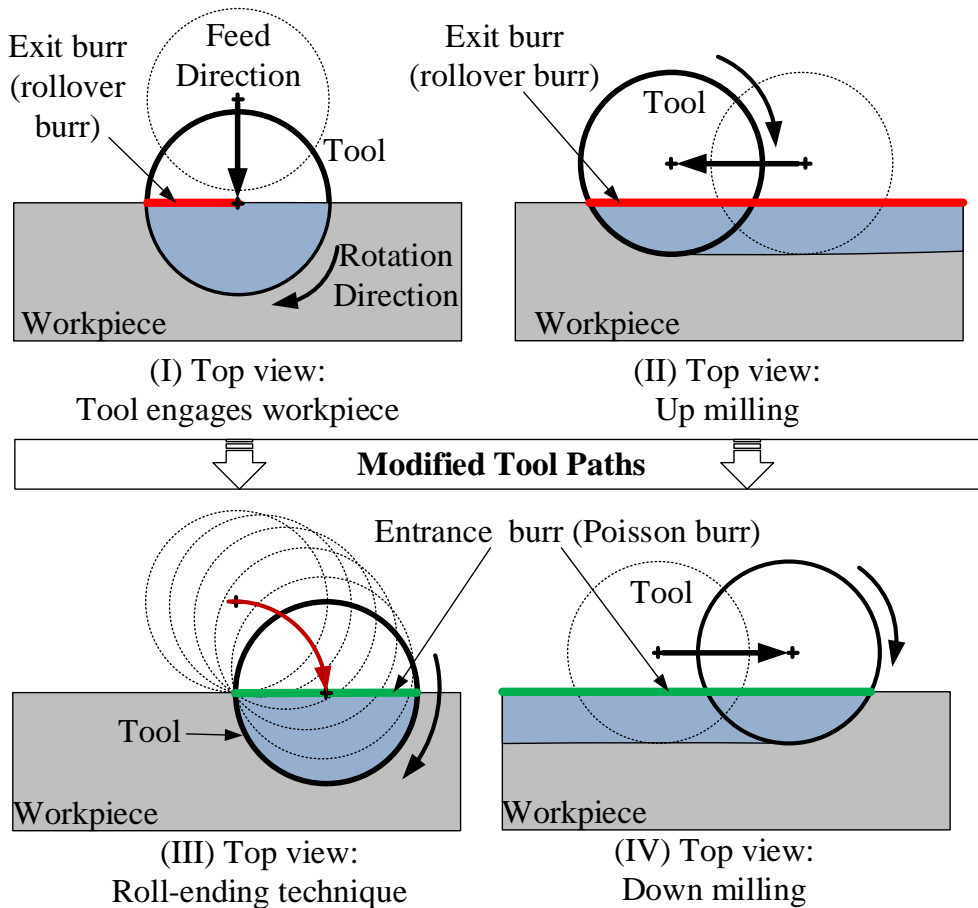 Exit burr
(rollover
burr)
Feed
Direction
Tool
Rotation
Direction
Workpiece
(I) Top view:
Tool engages workpiece
Exit burr
(rollover burr)
Tool
Workpiece
(II) Top view:
Up milling
Modified Tool Paths
Entrance burr (Poisson burr)
Tool
Workpiece
(III) Top view:
Roll-ending technique
Tool
Workpiece
(IV) Top view:
Down milling